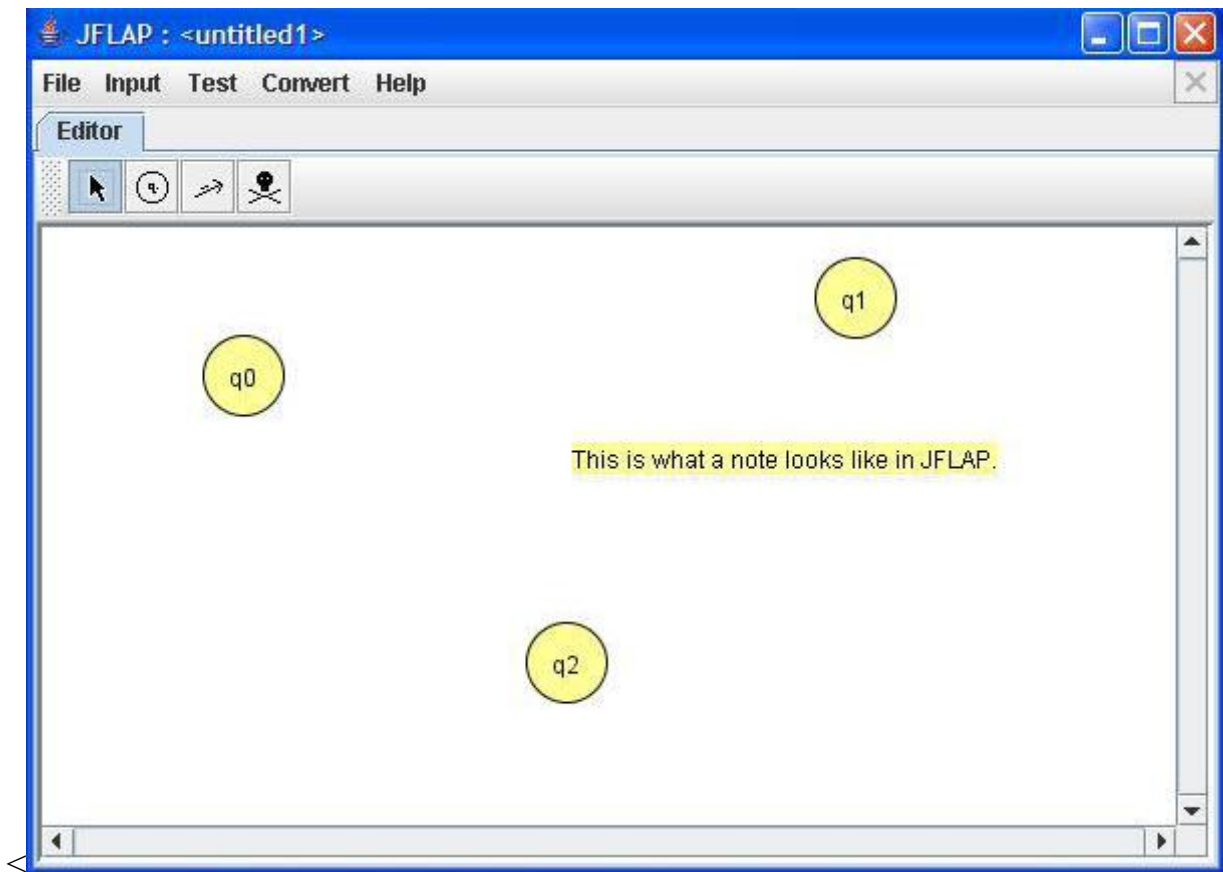 JFLAP : <untitled1>
File Input Test Convert Help
Editor
q
q1
q0
This is what a note looks like in JFLAP.
q2
<